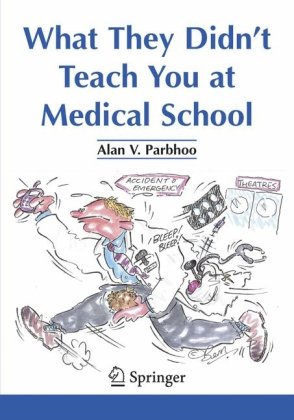 What They Didn't
Teach You at
Medical School
Alan V. Parbhoo
ACCIDENT &
EMERGENCY
THEATRES
BLEEP!
BLEEP!
Springer